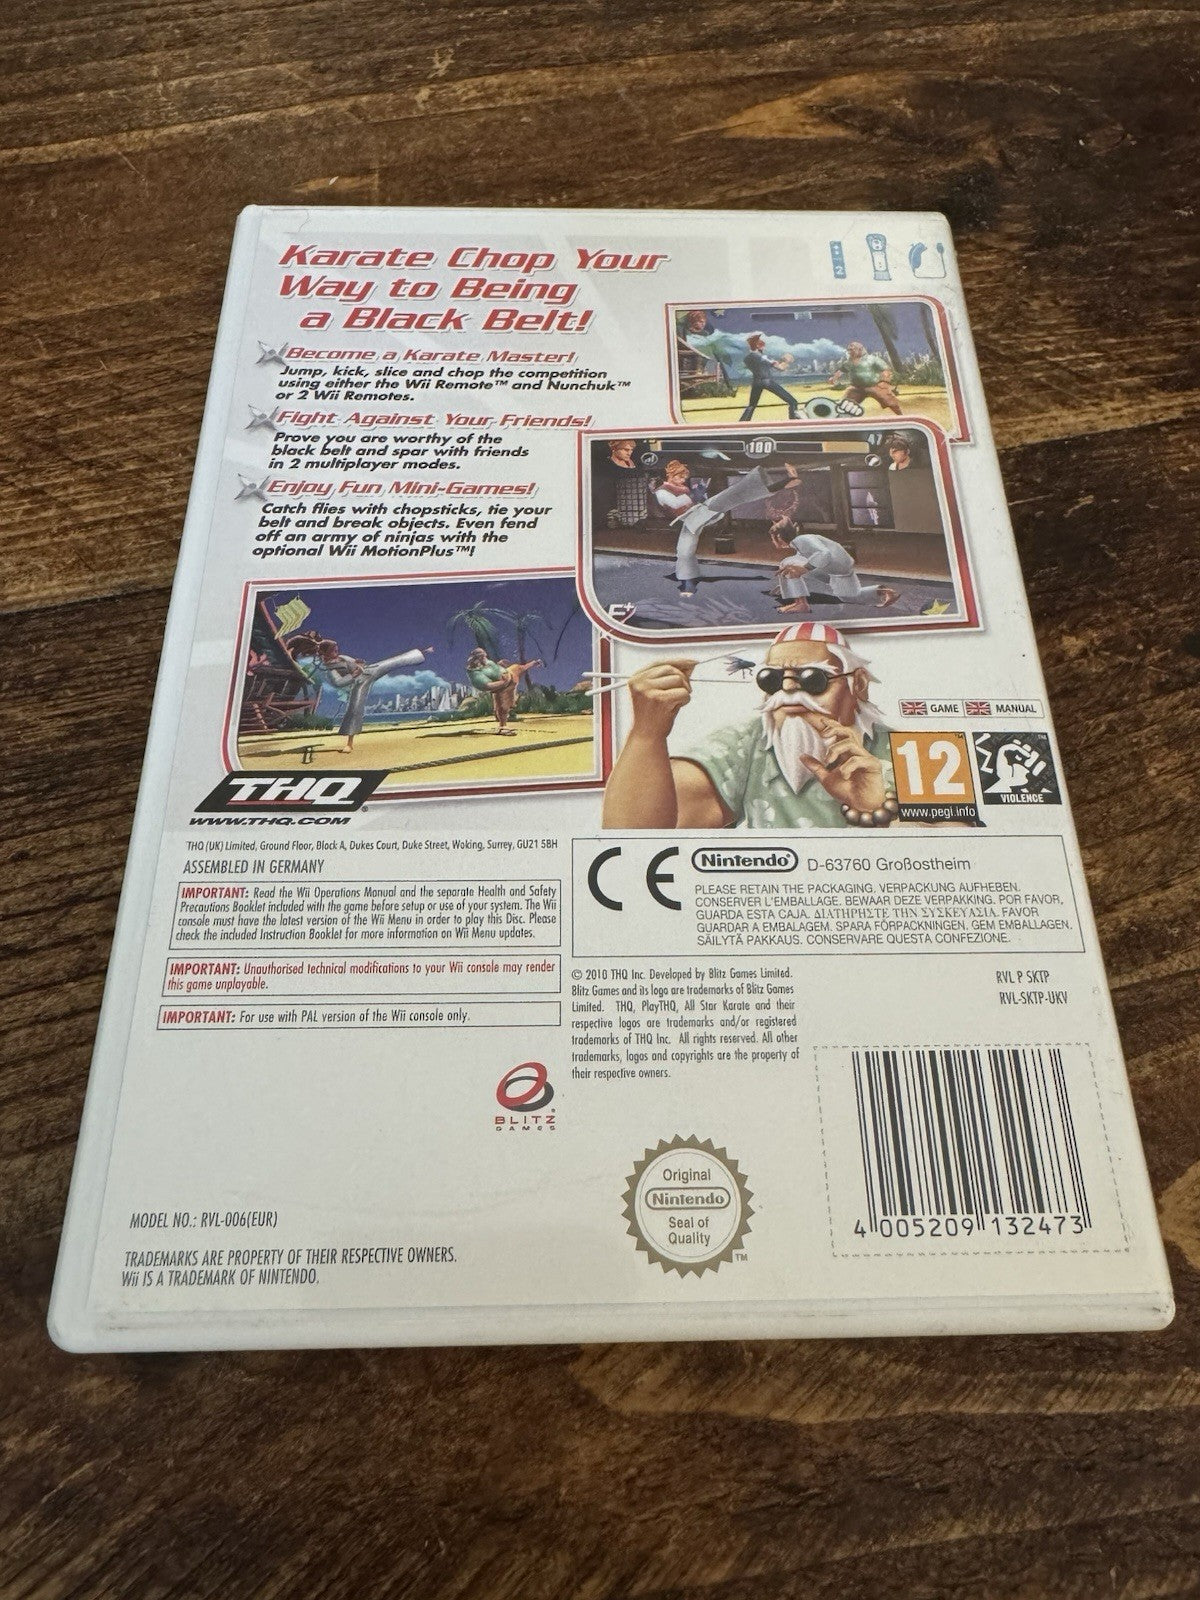 Karate Chop Your
Way to Being
a Black Belt!
Become a Karate Master!
Jump, kick, slice and chop the competition
using either the Wii Remote™ and Nunchuk™
or 2 Wii Remotes.
Fight Against Your Friends!
Prove you are worthy of the
black belt and spar with friends
in 2 multiplayer modes.
Enjoy Fun Mini-Games!
Catch flies with chopsticks, tie your
belt and break objects. Even fend
off an army of ninjas with the
optional Wii MotionPlus™!
180
47
THQ®
WWW.THQ.COM
GAME MANUAL
12
www.pegi.info
VIOLENCE
THQ (UK) Limited, Ground Floor, Block A, Dukes Court, Duke Street, Woking, Surrey, GU21 5BH
ASSEMBLED IN GERMANY
IMPORTANT: Read the Wii Operations Manual and the separate Health and Safety
Precautions Booklet included with the game before setup or use of your system. The Wii
console must have the latest version of the Wii Menu in order to play this Disc. Please
check the included Instruction Booklet for more information on Wii Menu updates.
IMPORTANT: Unauthorised technical modifications to your Wii console may render
this game unplayable.
IMPORTANT: For use with PAL version of the Wii console only.
CE Nintendo® D-63760 Großostheim
PLEASE RETAIN THE PACKAGING. VERPACKUNG AUFHEBEN.
CONSERVER L'EMBALLAGE. BEWAAR DEZE VERPAKKING. POR FAVOR,
GUARDA ESTA CAJA. ΔΙΑΤΗΡΗΣΤΕ ΤΗΝ ΣΥΣΚΕΥΑΣΙΑ. FAVOR
GUARDAR A EMBALAGEM. SPARA FÖRPACKNINGEN. GEM EMBALLAGEN.
SÄILYTÄ PAKKAUS. CONSERVARE QUESTA CONFEZIONE.
© 2010 THQ Inc. Developed by Blitz Games Limited.
Blitz Games and its logo are trademarks of Blitz Games
Limited. THQ, PlayTHQ, All Star Karate and their
respective logos are trademarks and/or registered
trademarks of THQ Inc. All rights reserved. All other
trademarks, logos and copyrights are the property of
their respective owners.
RVL P SKTP
RVL-SKTP-UKV
BLITZ
GAMES
Original
Nintendo
Seal of
Quality
™
4 005209 132473
MODEL NO.: RVL-006(EUR)
TRADEMARKS ARE PROPERTY OF THEIR RESPECTIVE OWNERS.
Wii IS A TRADEMARK OF NINTENDO.